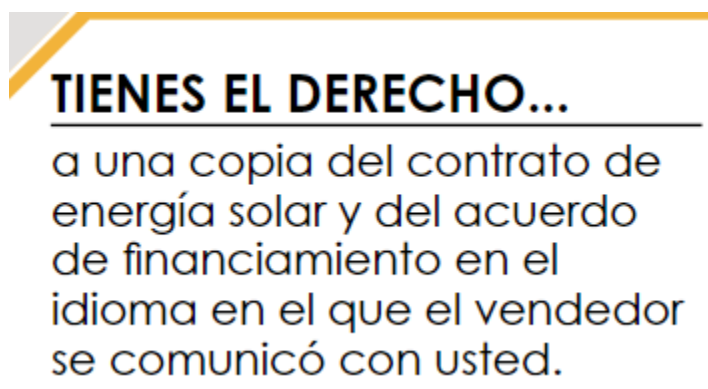 TIENES EL DERECHO...
a una copia del contrato de
energía solar y del acuerdo
de financiamiento en el
idioma en el que el vendedor
se comunicó con usted.